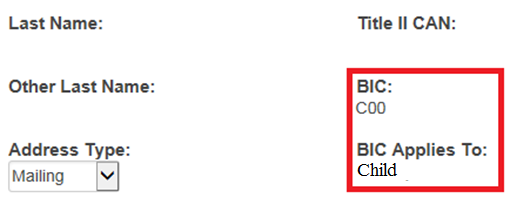 Last Name: Title II CAN:
Other Last Name: BIC:
C00
Address Type: BIC Applies To:
Mailing Child